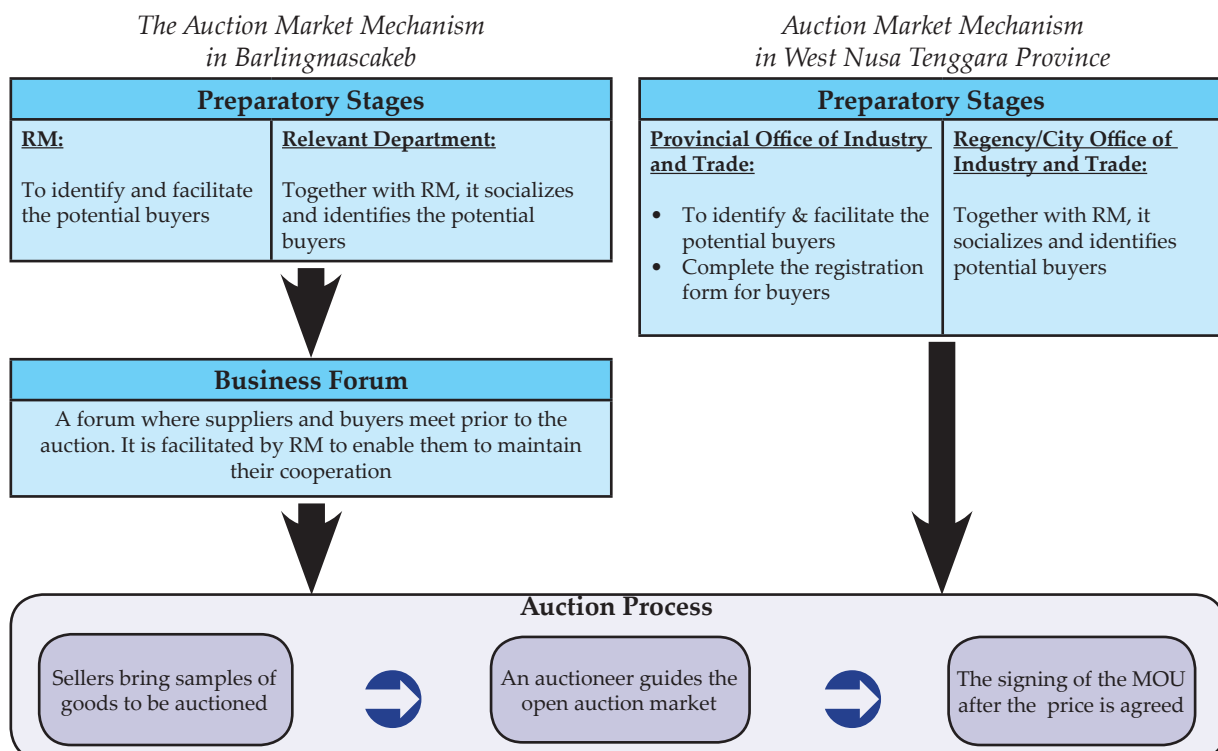 The Auction Market Mechanism
in Barlingmascakeb
Preparatory Stages
RM:
To identify and facilitate
the potential buyers
Relevant Department:
Together with RM, it socializes
and identifies the potential
buyers
Business Forum
A forum where suppliers and buyers meet prior to the
auction. It is facilitated by RM to enable them to maintain
their cooperation
Auction Market Mechanism
in West Nusa Tenggara Province
Preparatory Stages
Provincial Office of Industry
and Trade:
• To identify & facilitate the
potential buyers
• Complete the registration
form for buyers
Regency/City Office of
Industry and Trade:
Together with RM, it
socializes and identifies
potential buyers
Auction Process
Sellers bring samples of
goods to be auctioned
An auctioneer guides the
open auction market
The signing of the MOU
after the price is agreed